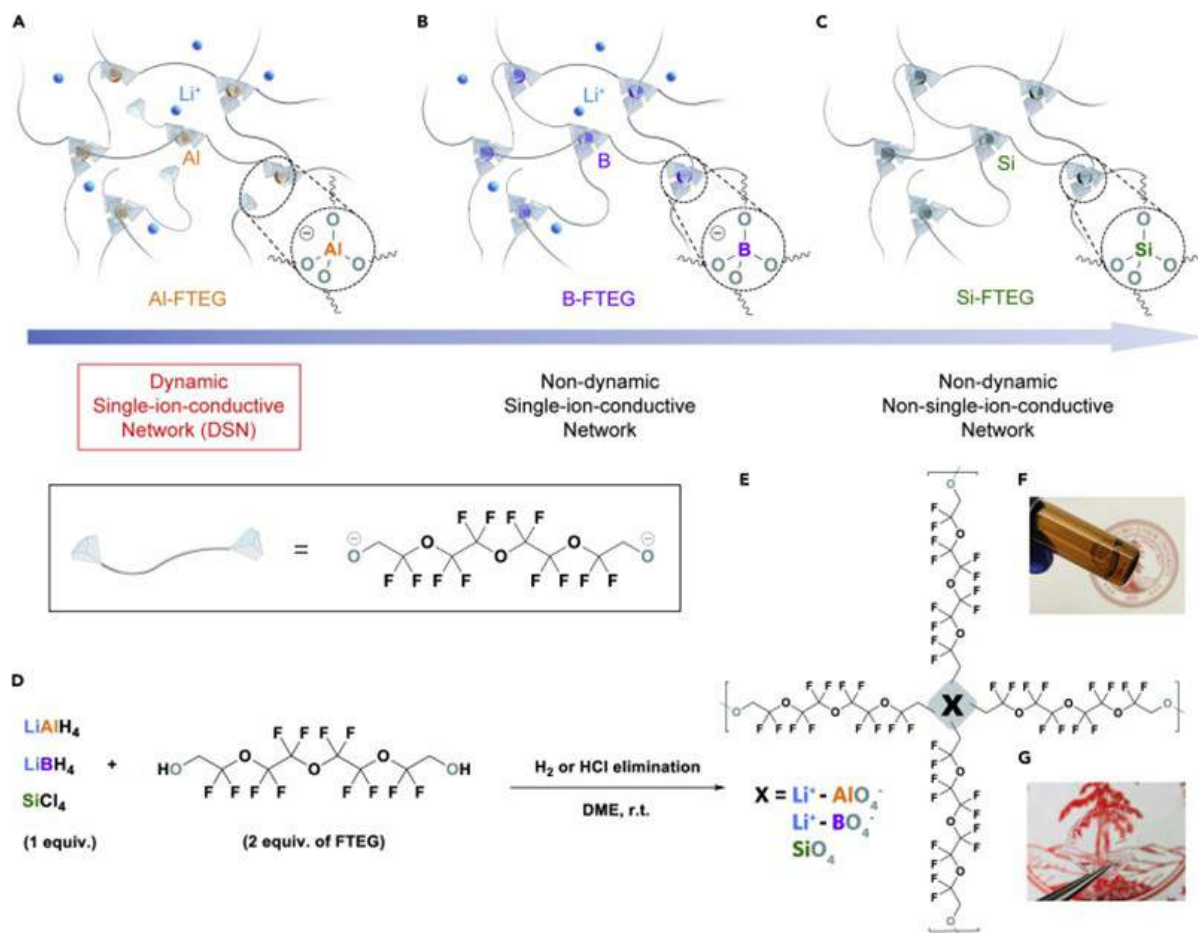 A
B
C
Li⁺
Al
Li⁺
B
Si
O
⊖
Al
O
O
O
O
⊖
B
O
O
O
O
Si
O
O
O
Al-FTEG
B-FTEG
Si-FTEG
Dynamic
Single-ion-conductive
Network (DSN)
Non-dynamic
Single-ion-conductive
Network
Non-dynamic
Non-single-ion-conductive
Network
=
⊖ ⊖
F F F F
O O O O O
F F F F F F F F
E
O
F F F F
O
F F F F
O
F F F F
O
F F F F F F F F
O O O O X O O O O
F F F F F F F F F F F F F F F F
F F F F
O
F F F F
O
F F F F
O
O
F
G
D
LiAlH₄
LiBH₄
+
SiCl₄
(1 equiv.)
F F F F
HO O O O OH
F F F F F F F F
(2 equiv. of FTEG)
H₂ or HCl elimination
DME, r.t.
X = Li⁺ - AlO₄⁻
Li⁺ - BO₄⁻
SiO₄